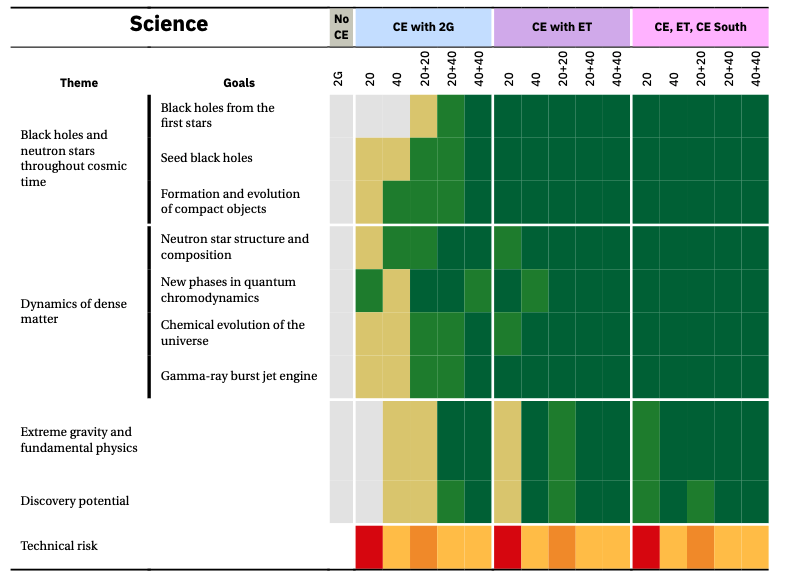 Science
No
CE
CE with 2G
CE with ET
CE, ET, CE South
Theme
Goals
2G
20
40
20+20
20+40
40+40
20
40
20+20
20+40
40+40
20
40
20+20
20+40
40+40
Black holes and
neutron stars
throughout cosmic
time
Black holes from the
first stars
Seed black holes
Formation and evolution
of compact objects
Dynamics of dense
matter
Neutron star structure and
composition
New phases in quantum
chromodynamics
Chemical evolution of the
universe
Gamma-ray burst jet engine
Extreme gravity and
fundamental physics
Discovery potential
Technical risk